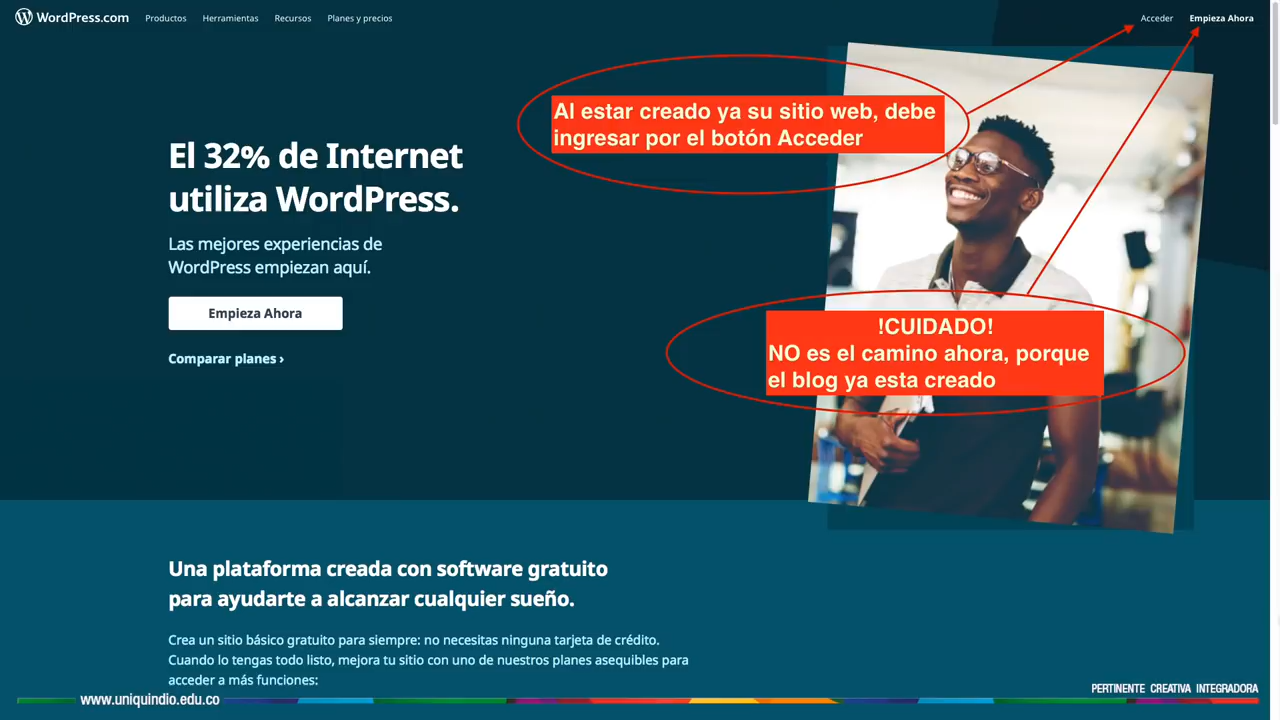 WordPress.com Productos Herramientas Recursos Planes y precios Acceder Empieza Ahora
Al estar creado ya su sitio web, debe
ingresar por el botón Acceder
El 32% de Internet
utiliza WordPress.
Las mejores experiencias de
WordPress empiezan aquí.
Empieza Ahora
Comparar planes ›
!CUIDADO!
NO es el camino ahora, porque
el blog ya esta creado
Una plataforma creada con software gratuito
para ayudarte a alcanzar cualquier sueño.
Crea un sitio básico gratuito para siempre: no necesitas ninguna tarjeta de crédito.
Cuando lo tengas todo listo, mejora tu sitio con uno de nuestros planes asequibles para
acceder a más funciones:
www.uniquindio.edu.co
PERTINENTE CREATIVA INTEGRADORA